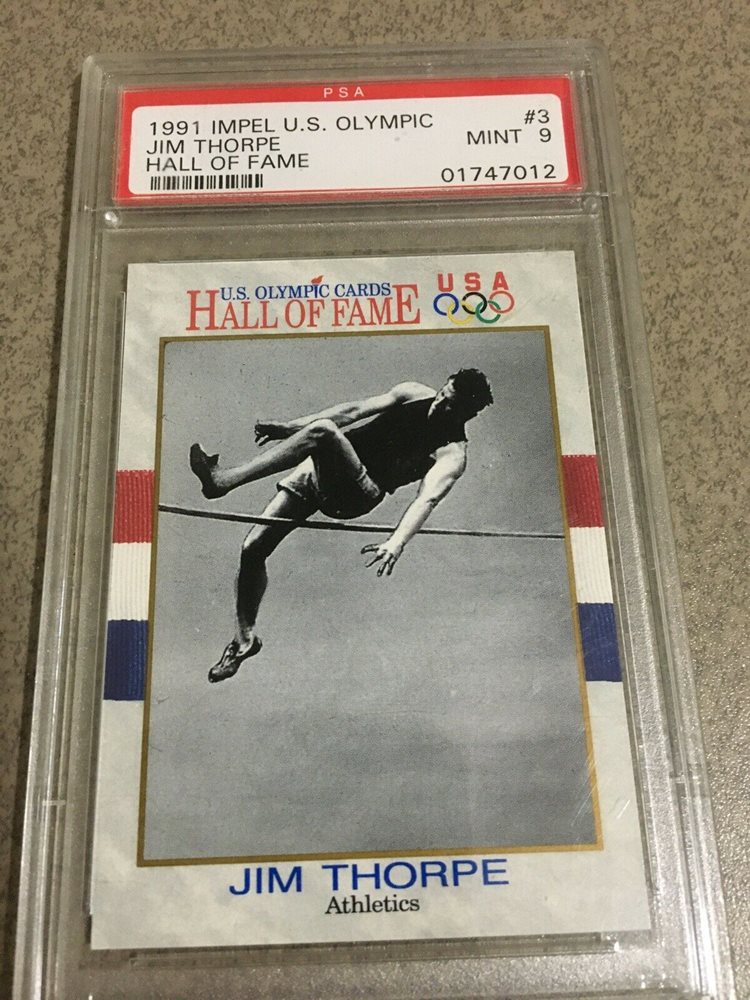 PSA
1991 IMPEL U.S. OLYMPIC #3
JIM THORPE MINT 9
HALL OF FAME
01747012
U.S. OLYMPIC CARDS
HALL OF FAME
USA
JIM THORPE
Athletics